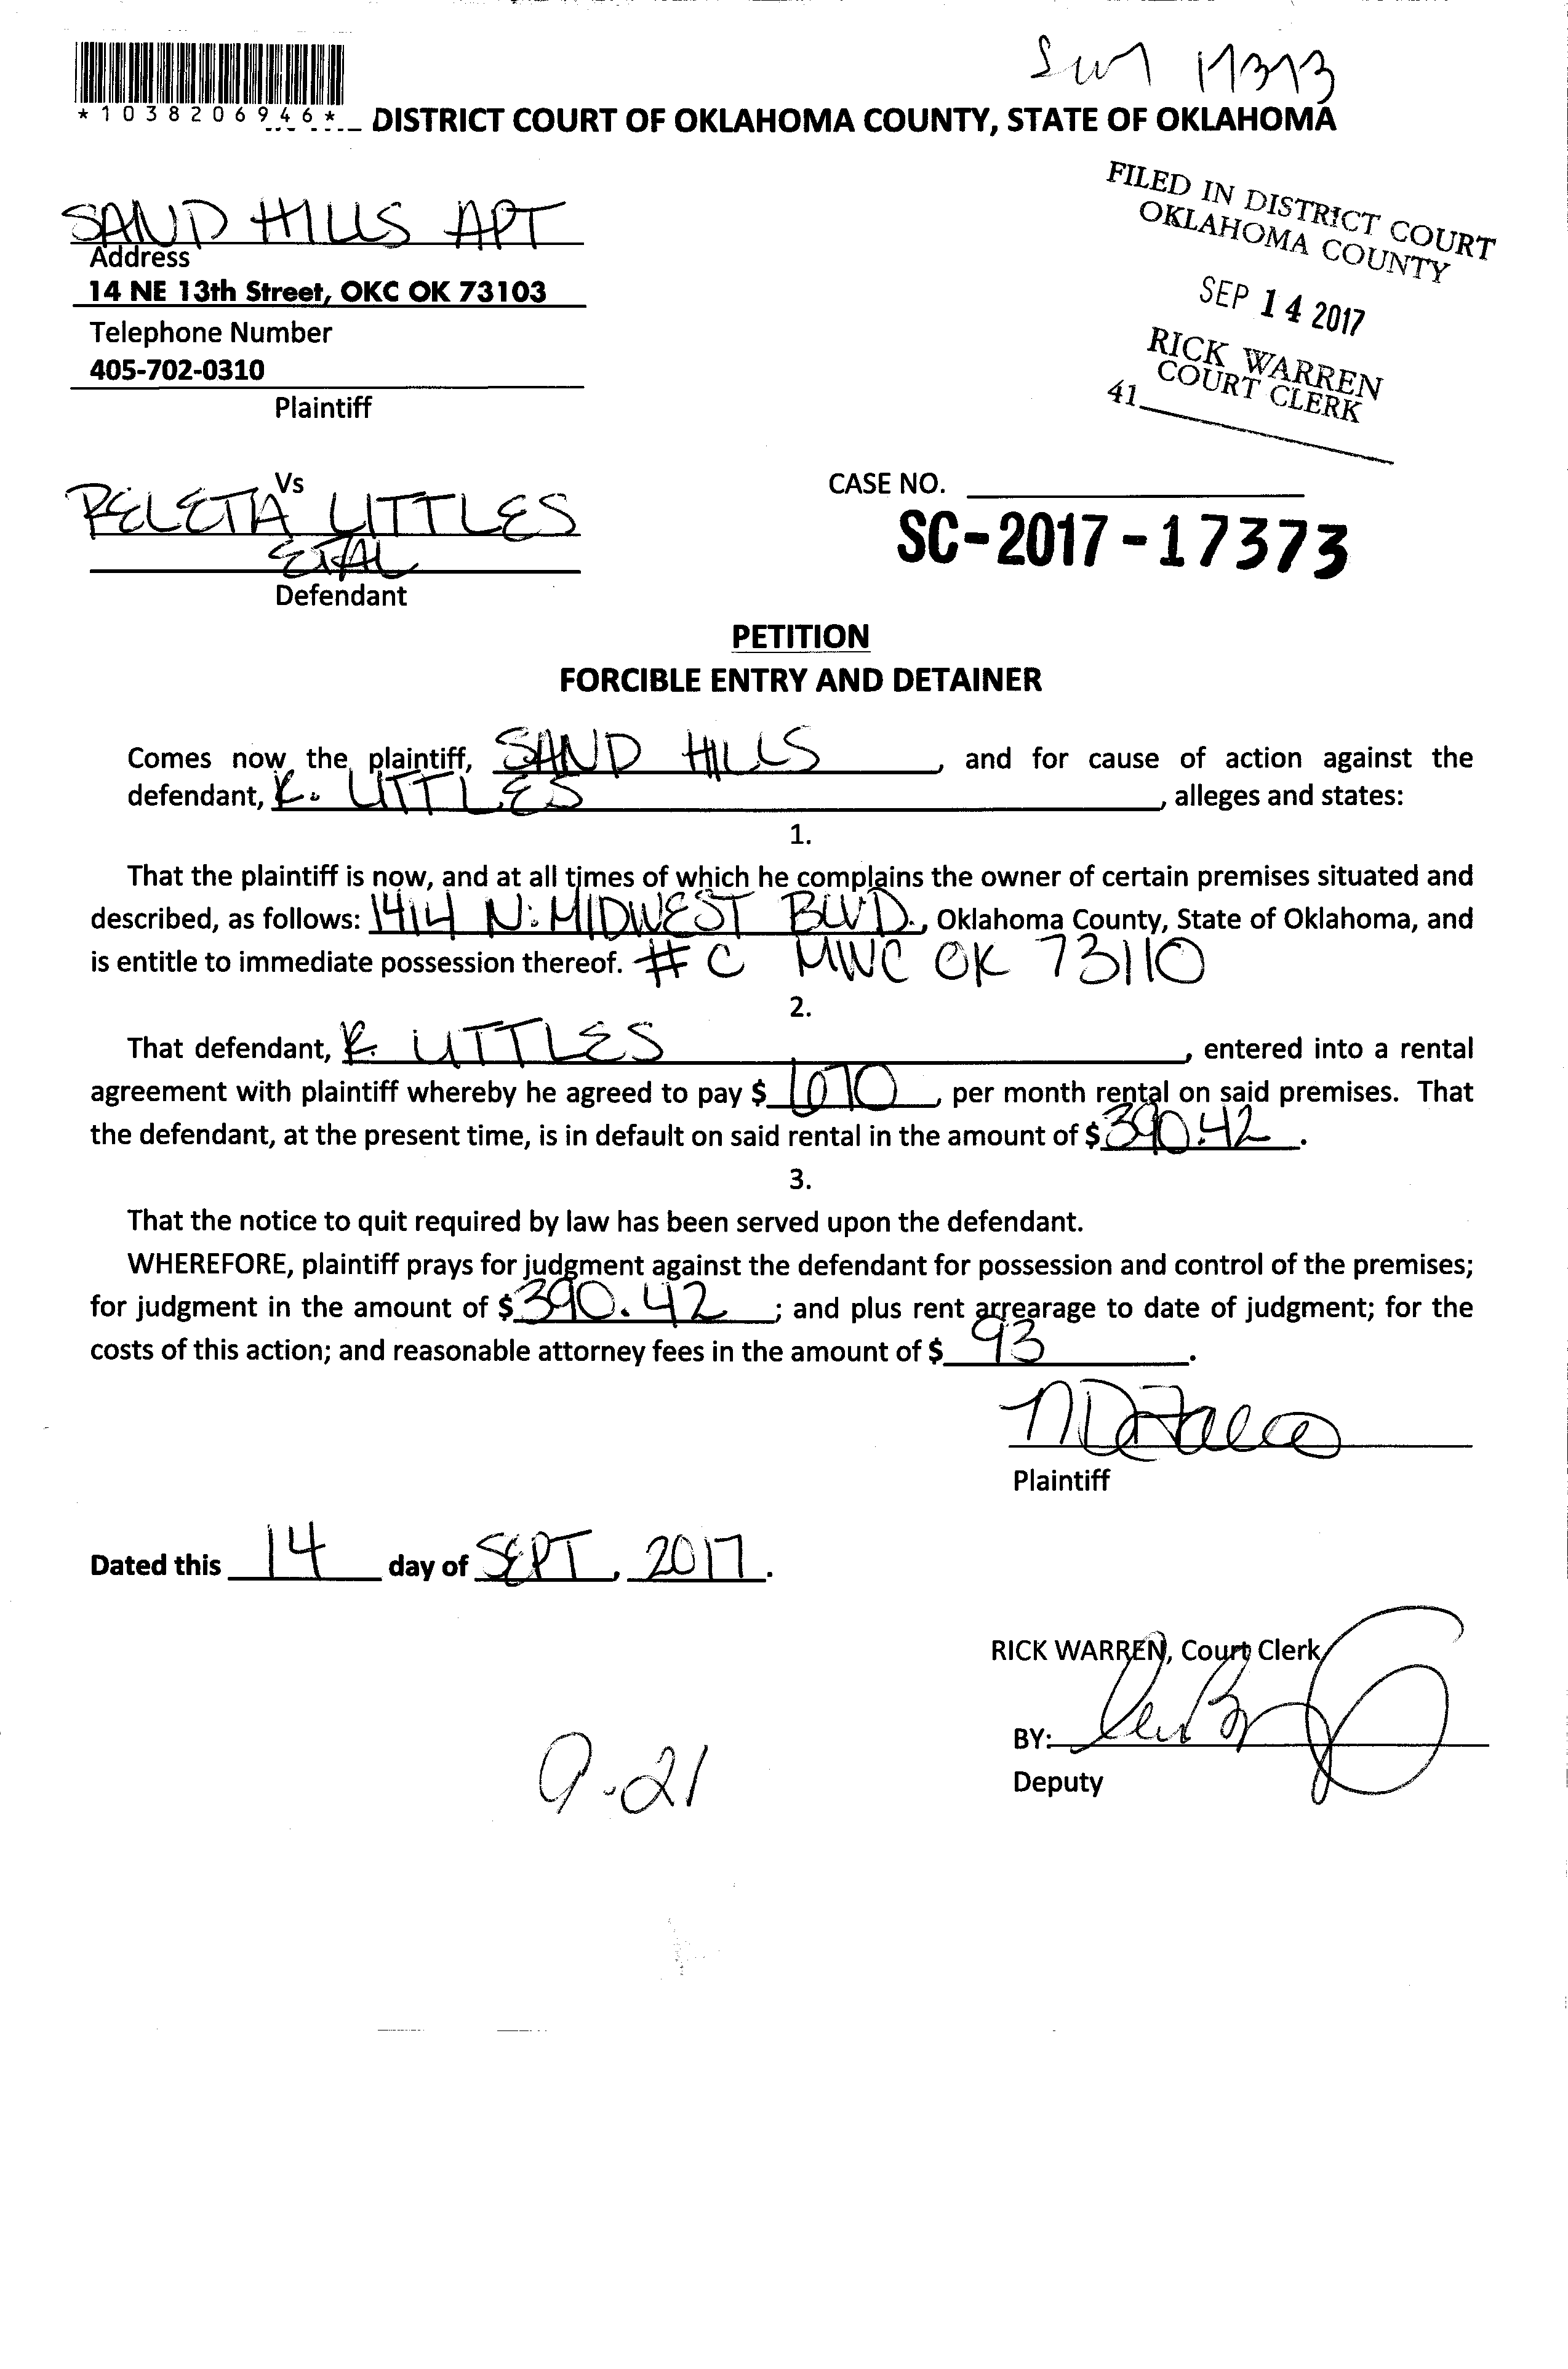 *1038206946*
17373
DISTRICT COURT OF OKLAHOMA COUNTY, STATE OF OKLAHOMA
FILED IN DISTRICT COURT
OKLAHOMA COUNTY
SEP 14 2017
RICK WARREN
COURT CLERK
41
SAND HILLS APT
Address
14 NE 13th Street, OKC OK 73103
Telephone Number
405-702-0310
Plaintiff
Vs
LITTLES
ETAL
Defendant
CASE NO.
SC-2017-17373
PETITION
FORCIBLE ENTRY AND DETAINER
Comes now the plaintiff, SAND HILLS, and for cause of action against the
defendant, LITTLES, alleges and states:
1.
That the plaintiff is now, and at all times of which he complains the owner of certain premises situated and
described, as follows: 1414 N. MIDWEST BLVD., Oklahoma County, State of Oklahoma, and
is entitle to immediate possession thereof. #C MWC OK 73110
2.
That defendant, LITTLES, entered into a rental
agreement with plaintiff whereby he agreed to pay $, per month rental on said premises. That
the defendant, at the present time, is in default on said rental in the amount of $390.42.
3.
That the notice to quit required by law has been served upon the defendant.
WHEREFORE, plaintiff prays for judgment against the defendant for possession and control of the premises;
for judgment in the amount of $390.42; and plus rent arrearage to date of judgment; for the
costs of this action; and reasonable attorney fees in the amount of $93.
Plaintiff
Dated this 14 day of SEPT, 2017.
RICK WARREN, Court Clerk
BY:
Deputy
9-21